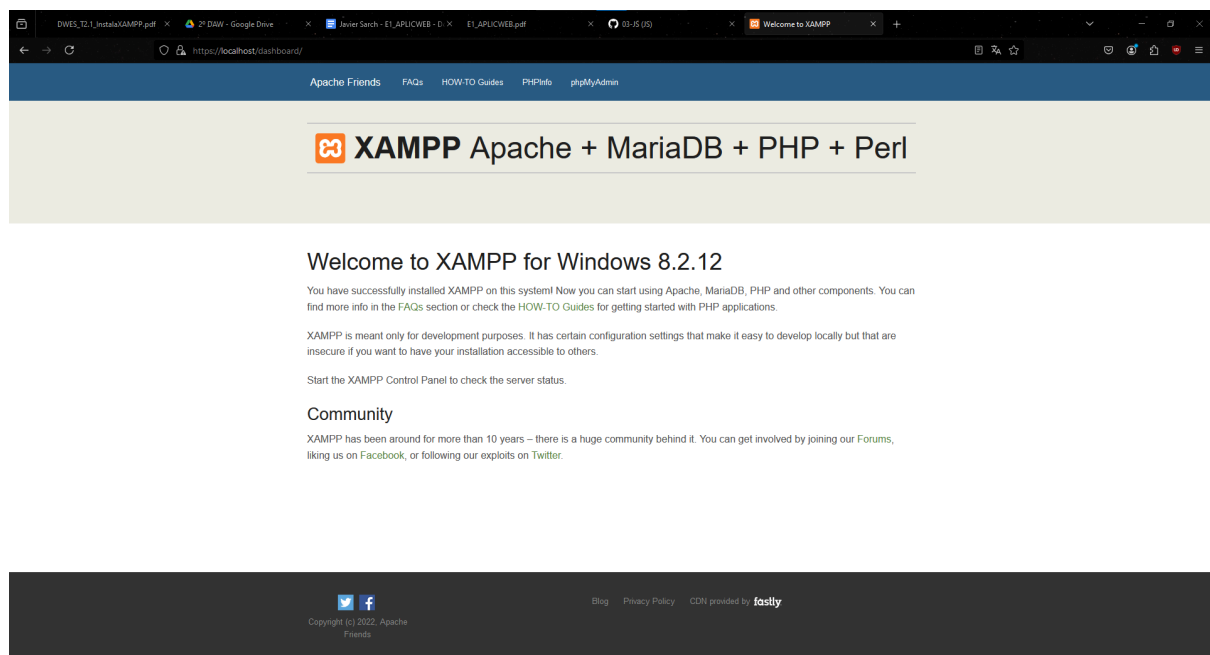 DWES_T2.1_InstalaXAMPP.pdf
2º DAW - Google Drive
Javier Sarch - E1_APLICWEB - D
E1_APLICWEB.pdf
03-JS (JS)
Welcome to XAMPP
https://localhost/dashboard/
Apache Friends FAQs HOW-TO Guides PHPInfo phpMyAdmin
XAMPP Apache + MariaDB + PHP + Perl
Welcome to XAMPP for Windows 8.2.12
You have successfully installed XAMPP on this system! Now you can start using Apache, MariaDB, PHP and other components. You can
find more info in the FAQs section or check the HOW-TO Guides for getting started with PHP applications.
XAMPP is meant only for development purposes. It has certain configuration settings that make it easy to develop locally but that are
insecure if you want to have your installation accessible to others.
Start the XAMPP Control Panel to check the server status.
Community
XAMPP has been around for more than 10 years – there is a huge community behind it. You can get involved by joining our Forums,
liking us on Facebook, or following our exploits on Twitter.
Blog Privacy Policy CDN provided by fastly
Copyright (c) 2022, Apache
Friends